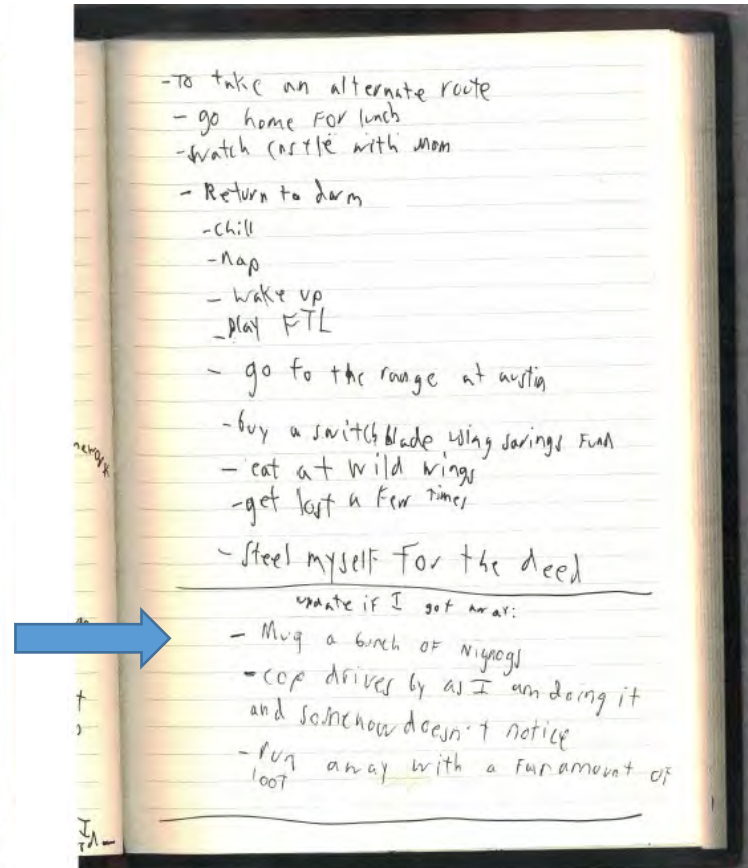 -To take an alternate route
- go home For lunch
-Watch Castle with mom
- Return to dorm
-Chill
-nap
- wake up
-play FTL
- go to the range at austin
-buy a switch blade using savings Fund
- eat at wild wings
-get lost a few Times
- Steel myself For the deed
update if I got away:
- Mug a bunch of Nignogs
- cop drives by as I am doing it
and somehow doesn't notice
- run away with a Fun amount of
loot